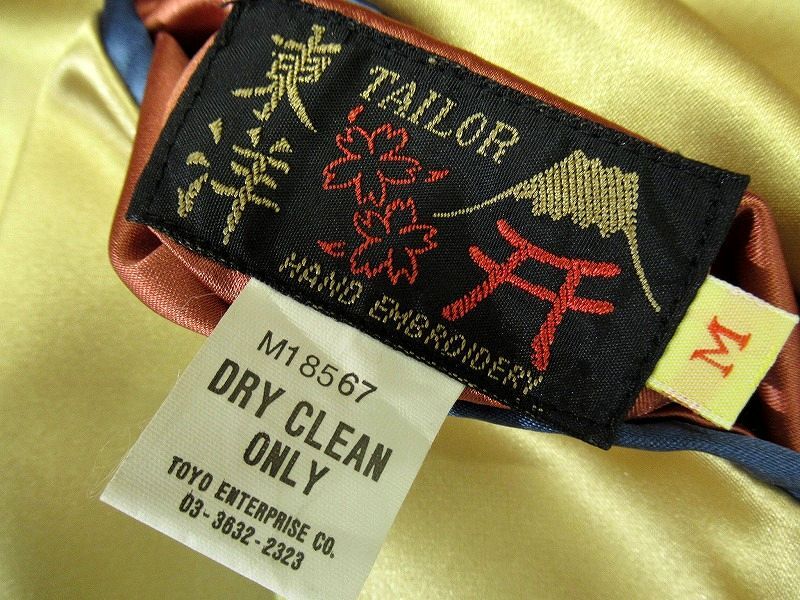 東洋
TAILOR
HAND EMBROIDERY
M
M18567
DRY CLEAN
ONLY
TOYO ENTERPRISE CO.
03-3632-2323